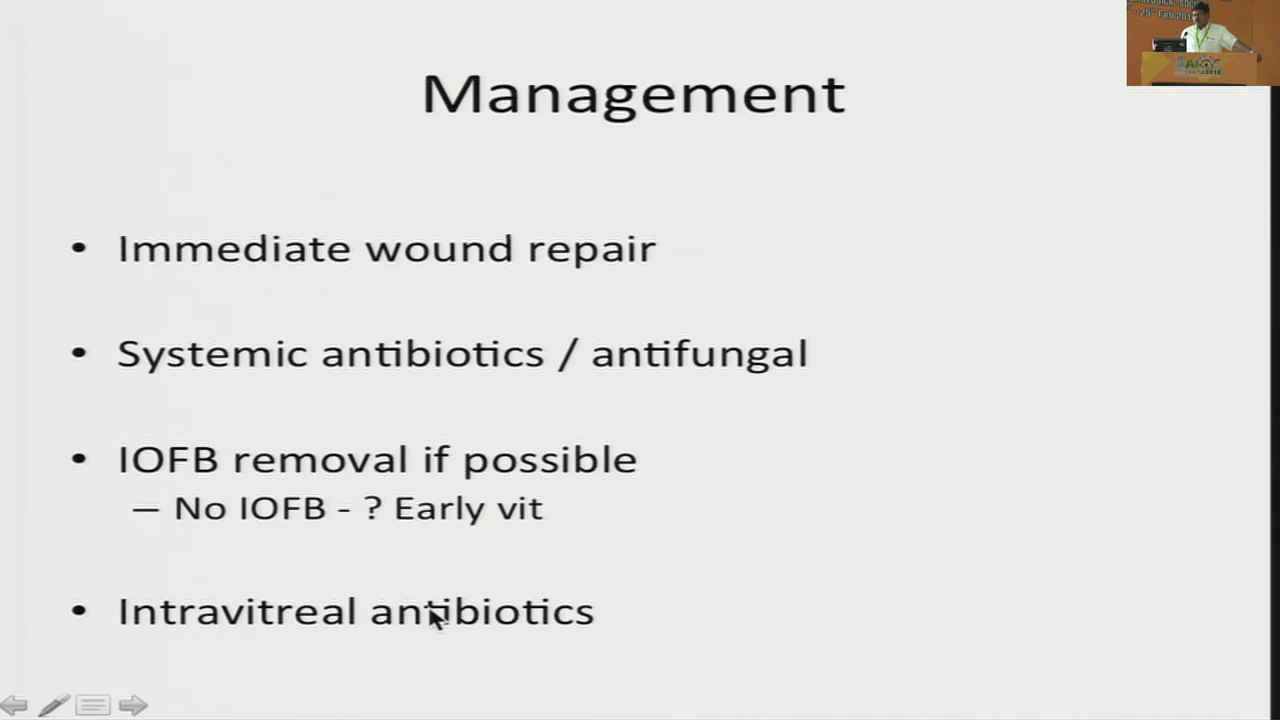 Management
• Immediate wound repair
• Systemic antibiotics / antifungal
• IOFB removal if possible
– No IOFB - ? Early vit
• Intravitreal antibiotics